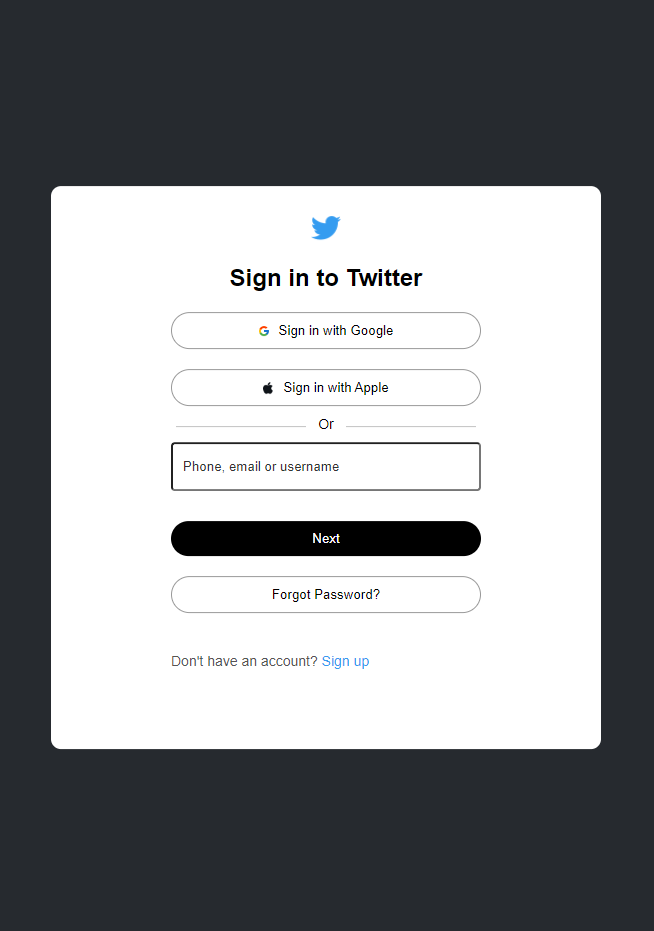 Sign in to Twitter
Sign in with Google
Sign in with Apple
Or
Phone, email or username
Next
Forgot Password?
Don't have an account? Sign up